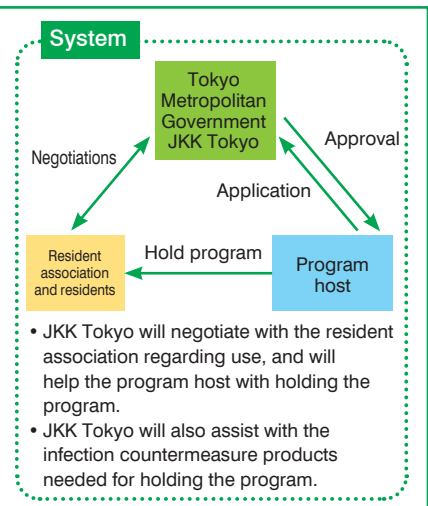 System
Tokyo
Metropolitan
Government
JKK Tokyo
Negotiations
Approval
Application
Resident
association
and residents
Hold program
Program
host
• JKK Tokyo will negotiate with the resident
association regarding use, and will
help the program host with holding the
program.
• JKK Tokyo will also assist with the
infection countermeasure products
needed for holding the program.